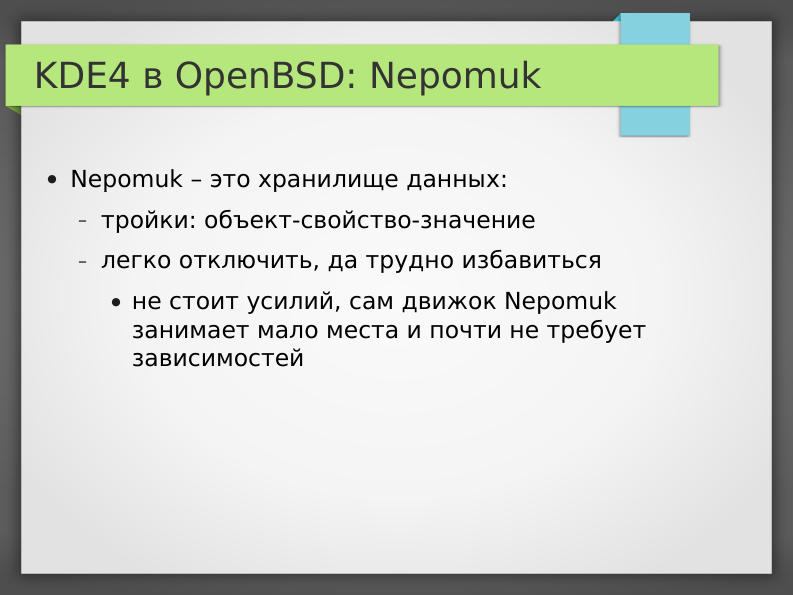 KDE4 в OpenBSD: Nepomuk
● Nepomuk – это хранилище данных:
– тройки: объект-свойство-значение
– легко отключить, да трудно избавиться
● не стоит усилий, сам движок Nepomuk
занимает мало места и почти не требует
зависимостей